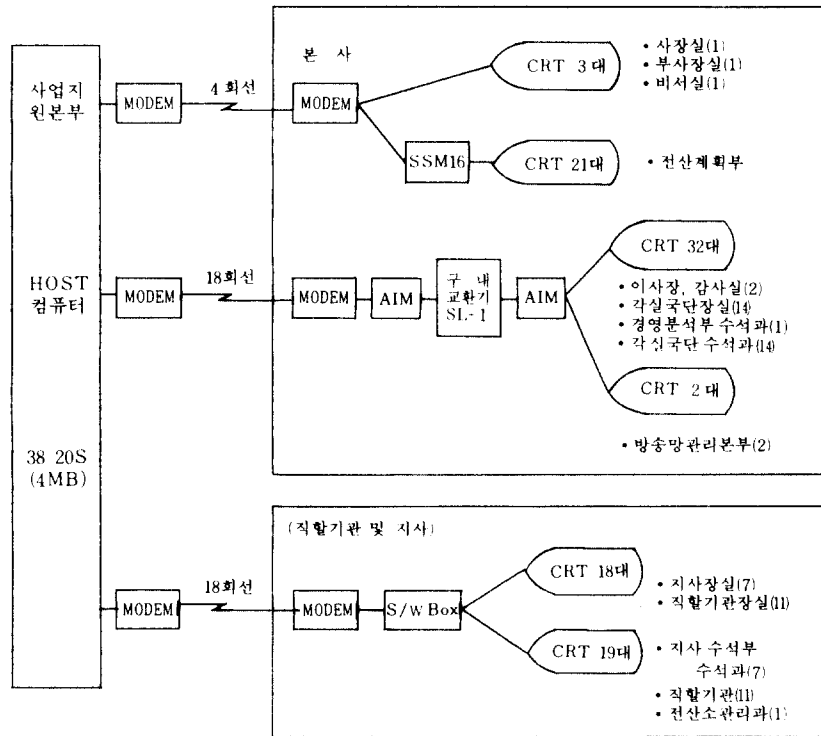 사업지
원본부
HOST
컴퓨터
38 20S
(4MB)
MODEM
4 회선
본 사
MODEM
CRT 3대
• 사장실(1)
• 부사장실(1)
• 비서실(1)
SSM16
CRT 21대
• 전산계획부
MODEM
18회선
MODEM
AIM
구 내
교환기
SL-1
AIM
CRT 32대
• 이사장, 감사실(2)
• 각실국단장실(14)
• 경영분석부 수석과(1)
• 각실국단 수석과(14)
CRT 2대
• 방송망관리본부(2)
(직할기관 및 지사)
MODEM
18회선
MODEM
S/W Box
CRT 18대
• 지사장실(7)
• 직할기관장실(11)
CRT 19대
• 지사 수석부
수석과(7)
• 직할기관(11)
• 전산소관리과(1)